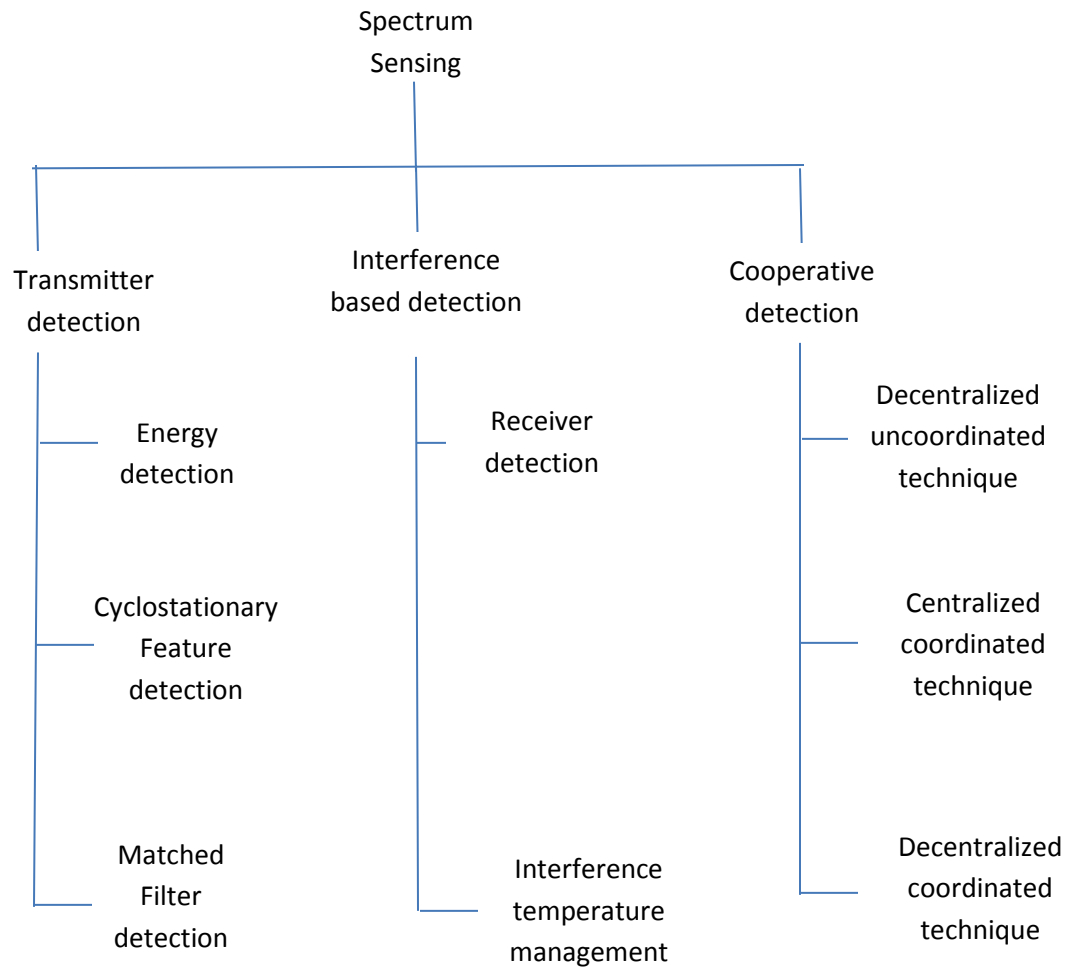 Spectrum
Sensing
Transmitter
detection
Interference
based detection
Cooperative
detection
Energy
detection
Receiver
detection
Decentralized
uncoordinated
technique
Cyclostationary
Feature
detection
Centralized
coordinated
technique
Matched
Filter
detection
Interference
temperature
management
Decentralized
coordinated
technique